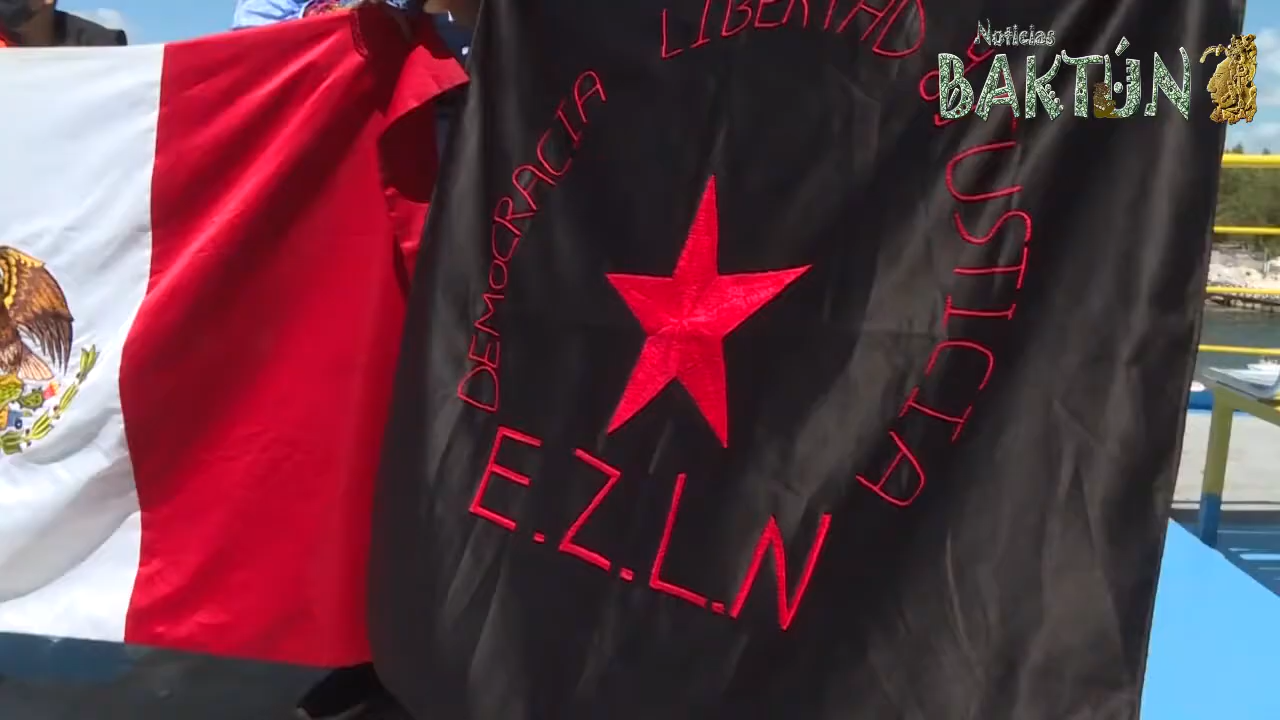 Noticias
BAKTÚN
LIBERTAD
DEMOCRACIA
JUSTICIA
E.Z.L.N